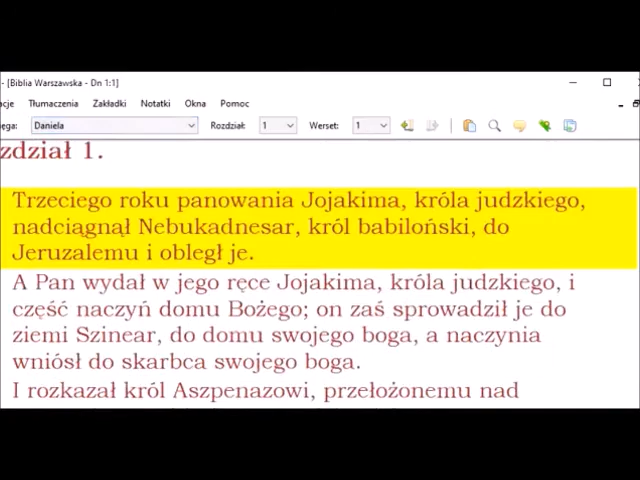 - [Biblia Warszawska - Dn 1:1]
acje Tłumaczenia Zakładki Notatki Okna Pomoc
ęga: Daniela Rozdział: 1 Werset: 1
zdział 1.
Trzeciego roku panowania Jojakima, króla judzkiego,
nadciągnął Nebukadnesar, król babiloński, do
Jeruzalemu i obległ je.
A Pan wydał w jego ręce Jojakima, króla judzkiego, i
część naczyń domu Bożego; on zaś sprowadził je do
ziemi Szinear, do domu swojego boga, a naczynia
wniósł do skarbca swojego boga.
I rozkazał król Aszpenazowi, przełożonemu nad